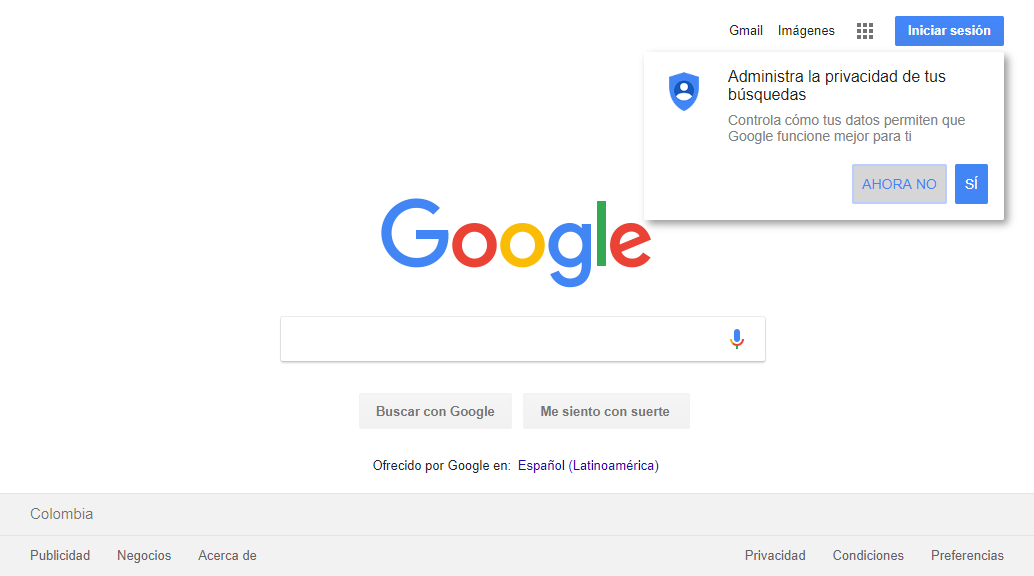 Gmail Imágenes Iniciar sesión
Administra la privacidad de tus
búsquedas
Controla cómo tus datos permiten que
Google funcione mejor para ti
AHORA NO SÍ
Google
Buscar con Google Me siento con suerte
Ofrecido por Google en: Español (Latinoamérica)
Colombia
Publicidad Negocios Acerca de Privacidad Condiciones Preferencias